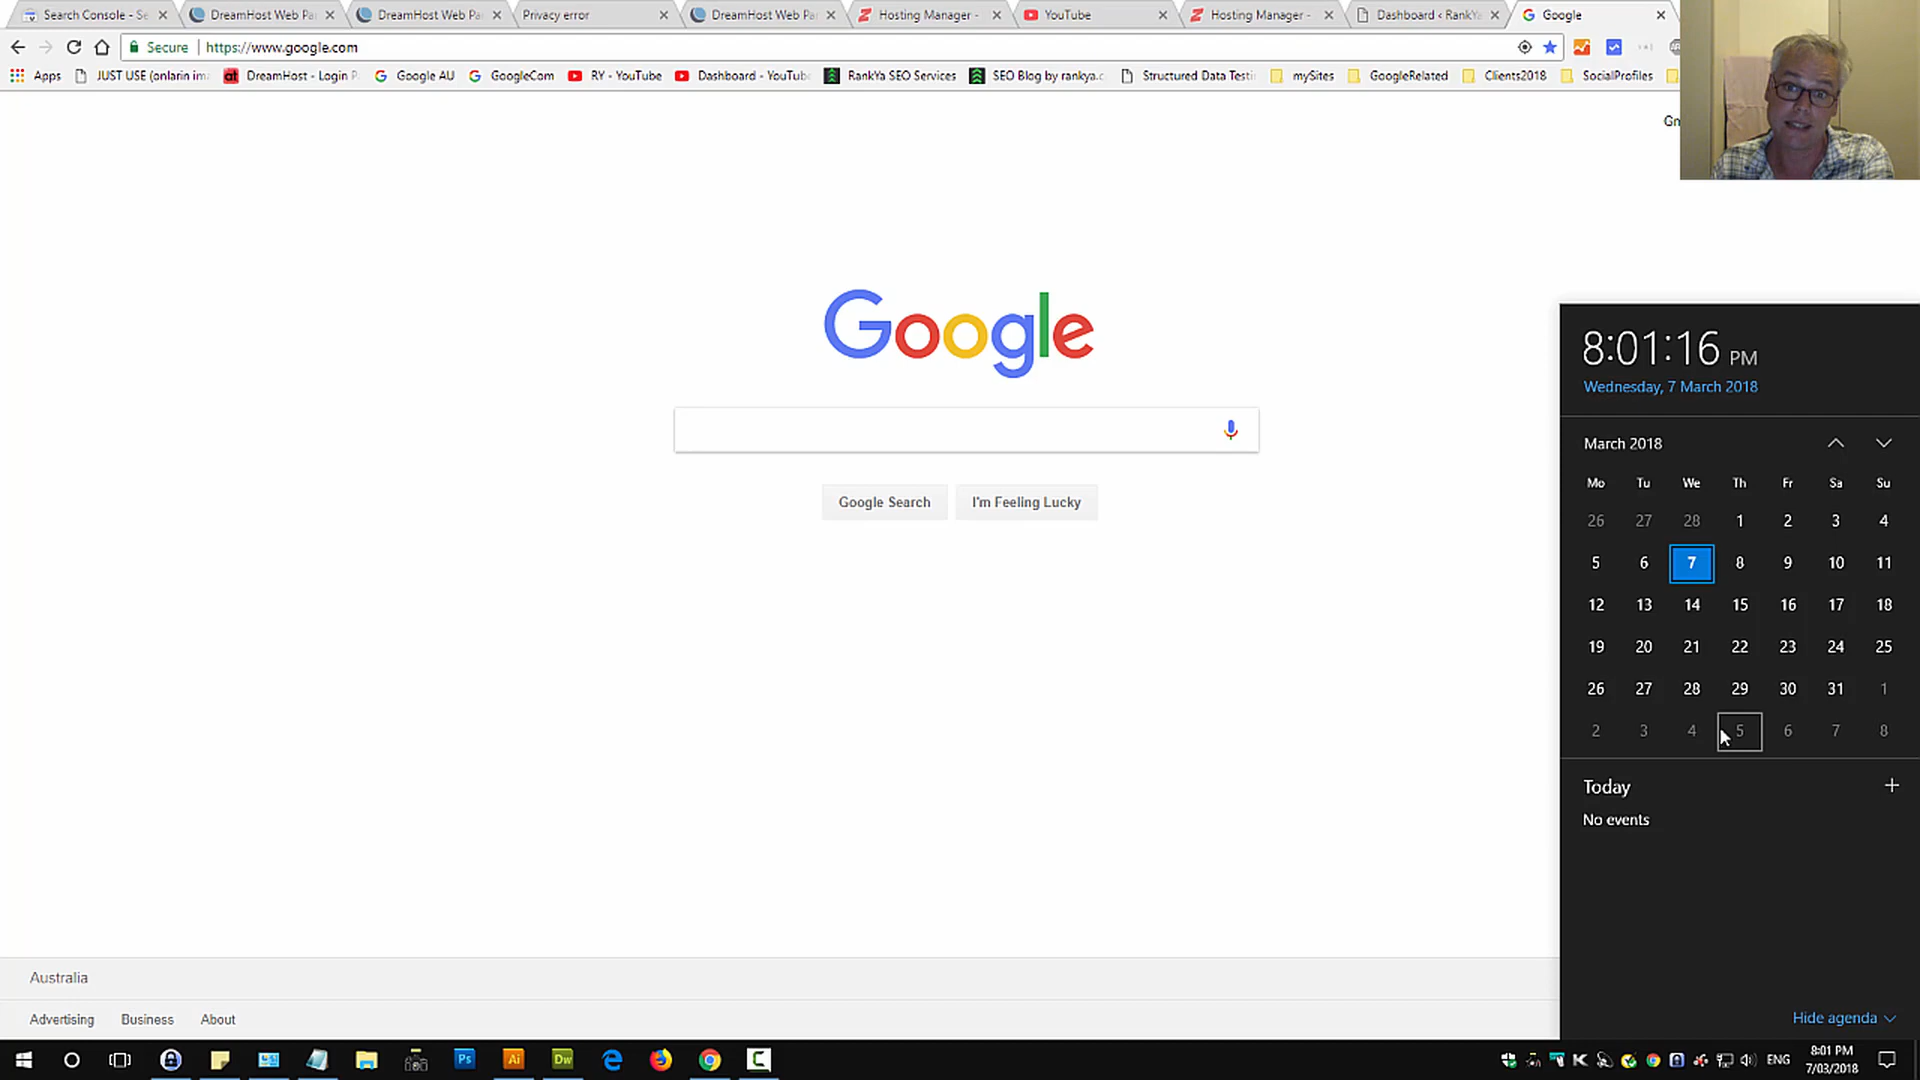 Search Console - Se
DreamHost Web Pa
DreamHost Web Pa
Privacy error
DreamHost Web Pa
Hosting Manager -
YouTube
Hosting Manager -
Dashboard ‹ RankYa
Google
Secure | https://www.google.com
Apps
JUST USE (onlarin im
DreamHost - Login P
Google AU
GoogleCom
RY - YouTube
Dashboard - YouTub
RankYa SEO Services
SEO Blog by rankya.c
Structured Data Testi
mySites
GoogleRelated
Clients2018
SocialProfiles
Gm
Google
Google Search
I'm Feeling Lucky
8:01:16 PM
Wednesday, 7 March 2018
March 2018
Mo Tu We Th Fr Sa Su
26 27 28 1 2 3 4
5 6 7 8 9 10 11
12 13 14 15 16 17 18
19 20 21 22 23 24 25
26 27 28 29 30 31 1
2 3 4 5 6 7 8
Today
No events
Hide agenda
Australia
Advertising Business About
Ps
Ai
Dw
ENG
8:01 PM
7/03/2018